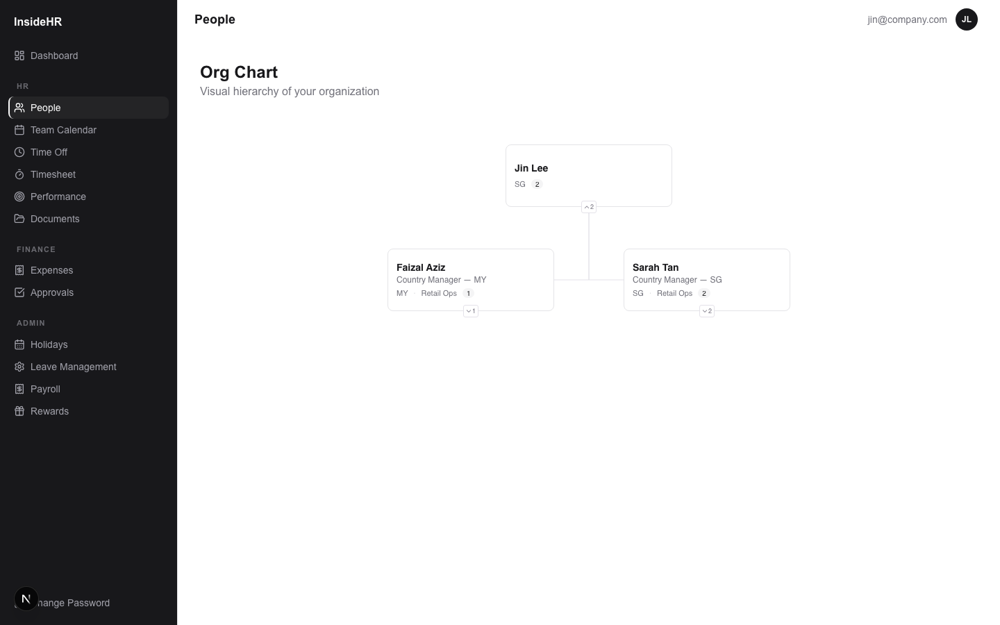 InsideHR
Dashboard
HR
People
Team Calendar
Time Off
Timesheet
Performance
Documents
FINANCE
Expenses
Approvals
ADMIN
Holidays
Leave Management
Payroll
Rewards
N
hange Password
People
jin@company.com JL
Org Chart
Visual hierarchy of your organization
Jin Lee
SG 2
2
Faizal Aziz
Country Manager — MY
MY · Retail Ops 1
1
Sarah Tan
Country Manager — SG
SG · Retail Ops 2
2